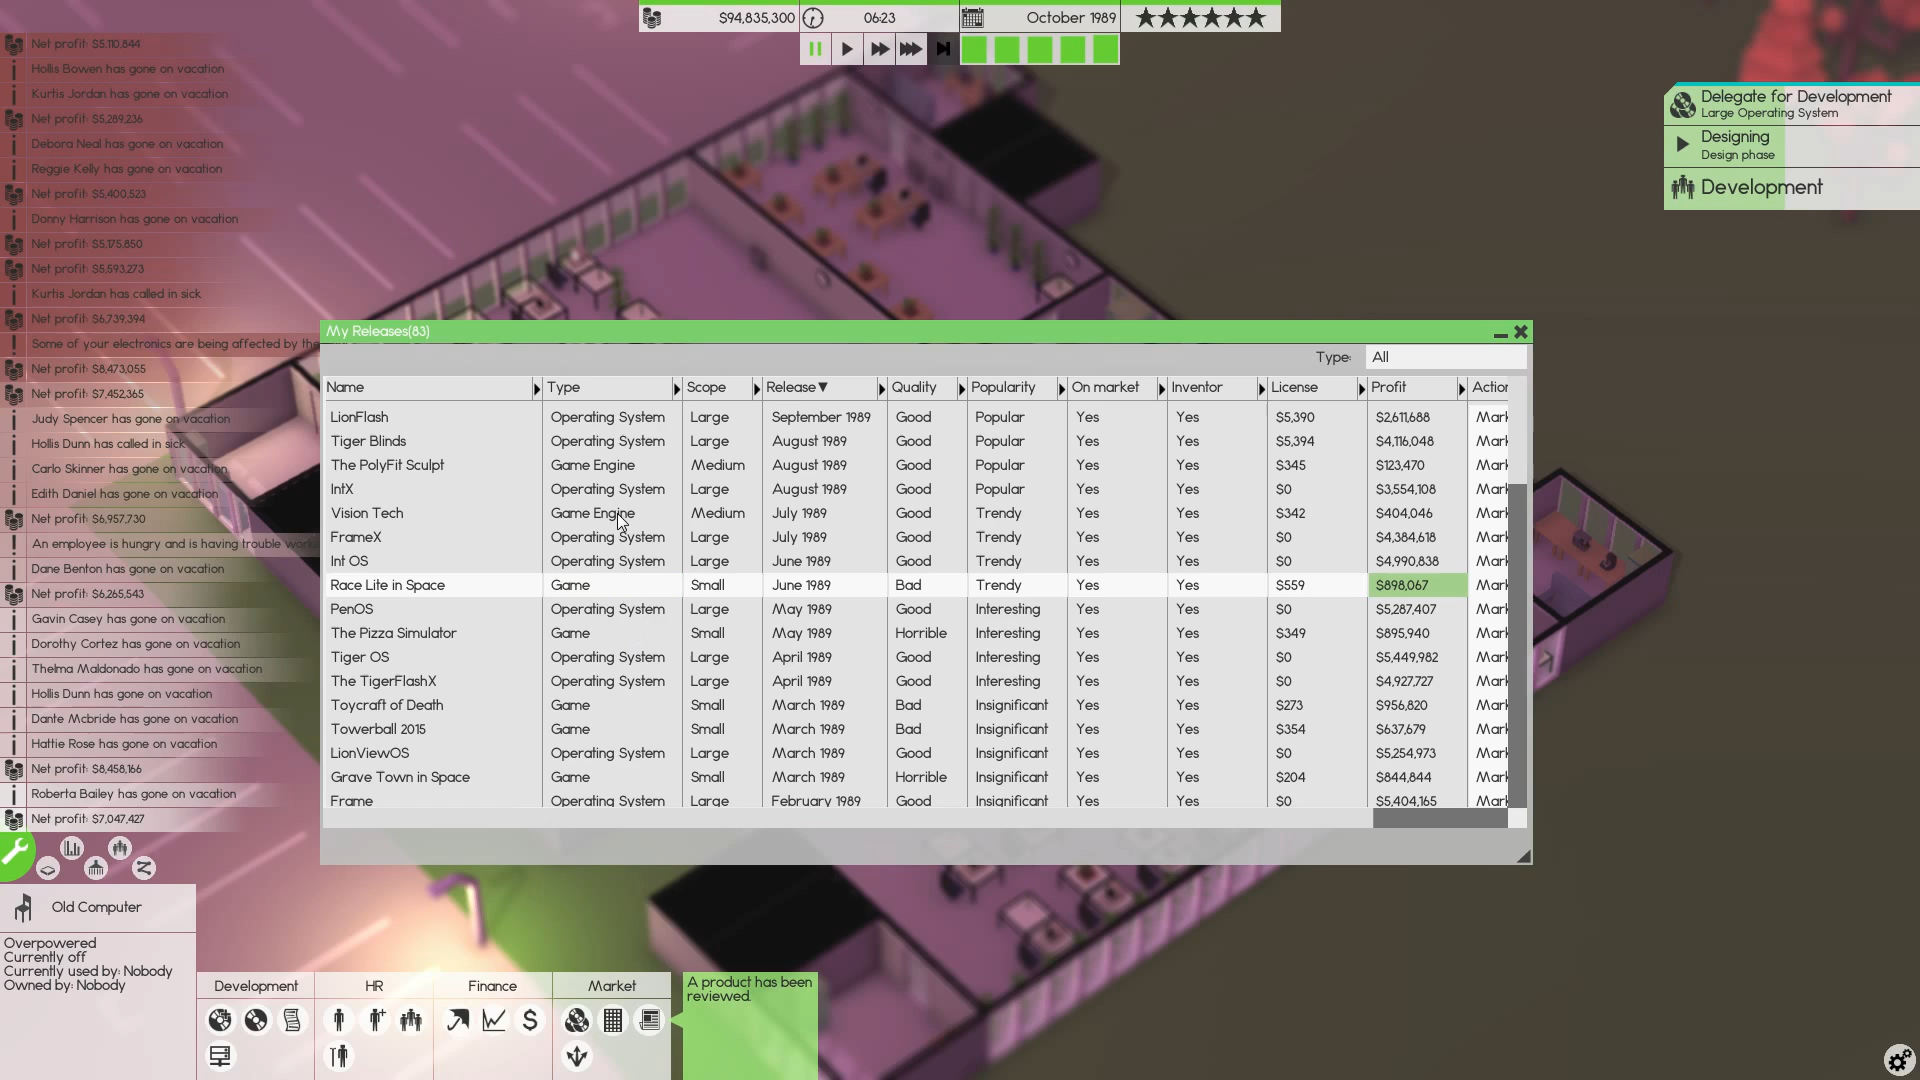 $94,835,300
06:23
October 1989
Net profit: $5,110,844
Hollis Bowen has gone on vacation
Kurtis Jordan has gone on vacation
Net profit: $5,289,236
Debora Neal has gone on vacation
Reggie Kelly has gone on vacation
Net profit: $5,400,523
Donny Harrison has gone on vacation
Net profit: $5,175,850
Net profit: $5,593,273
Kurtis Jordan has called in sick
Net profit: $6,739,394
Some of your electronics are being affected by the
Net profit: $8,473,055
Net profit: $7,452,365
Judy Spencer has gone on vacation
Hollis Dunn has called in sick
Carlo Skinner has gone on vacation
Edith Daniel has gone on vacation
Net profit: $6,957,730
An employee is hungry and is having trouble
Dane Benton has gone on vacation
Net profit: $6,265,543
Gavin Casey has gone on vacation
Dorothy Cortez has gone on vacation
Thelma Maldonado has gone on vacation
Hollis Dunn has gone on vacation
Dante Mcbride has gone on vacation
Hattie Rose has gone on vacation
Net profit: $8,458,166
Roberta Bailey has gone on vacation
Net profit: $7,047,427
Delegate for Development
Large Operating System
Designing
Design phase
Development
My Releases(83)
Type: All
Name Type Scope Release▼ Quality Popularity On market Inventor License Profit Action
LionFlash Operating System Large September 1989 Good Popular Yes Yes $5,390 $2,611,688 Mark
Tiger Blinds Operating System Large August 1989 Good Popular Yes Yes $5,394 $4,116,048 Mark
The PolyFit Sculpt Game Engine Medium August 1989 Good Popular Yes Yes $345 $123,470 Mark
IntX Operating System Large August 1989 Good Popular Yes Yes $0 $3,554,108 Mark
Vision Tech Game Engine Medium July 1989 Good Trendy Yes Yes $342 $404,046 Mark
FrameX Operating System Large July 1989 Good Trendy Yes Yes $0 $4,384,618 Mark
Int OS Operating System Large June 1989 Good Trendy Yes Yes $0 $4,990,838 Mark
Race Lite in Space Game Small June 1989 Bad Trendy Yes Yes $559 $898,067 Mark
PenOS Operating System Large May 1989 Good Interesting Yes Yes $0 $5,287,407 Mark
The Pizza Simulator Game Small May 1989 Horrible Interesting Yes Yes $349 $895,940 Mark
Tiger OS Operating System Large April 1989 Good Interesting Yes Yes $0 $5,449,982 Mark
The TigerFlashX Operating System Large April 1989 Good Interesting Yes Yes $0 $4,927,727 Mark
Toycraft of Death Game Small March 1989 Bad Insignificant Yes Yes $273 $956,820 Mark
Towerball 2015 Game Small March 1989 Bad Insignificant Yes Yes $354 $637,679 Mark
LionViewOS Operating System Large March 1989 Good Insignificant Yes Yes $0 $5,254,973 Mark
Grave Town in Space Game Small March 1989 Horrible Insignificant Yes Yes $204 $844,844 Mark
Frame Operating System Large February 1989 Good Insignificant Yes Yes $0 $5,404,165 Mark
Old Computer
Overpowered
Currently off
Currently used by: Nobody
Owned by: Nobody
Development HR Finance Market
A product has been
reviewed.